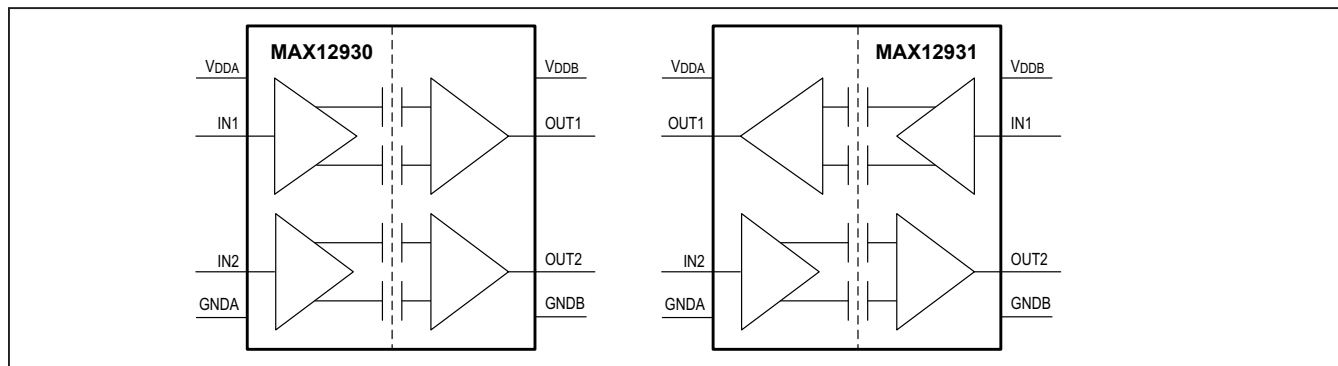 MAX12930
VDDA
VDDB
IN1
OUT1
IN2
OUT2
GNDA
GNDB
MAX12931
VDDA
VDDB
OUT1
IN1
IN2
OUT2
GNDA
GNDB